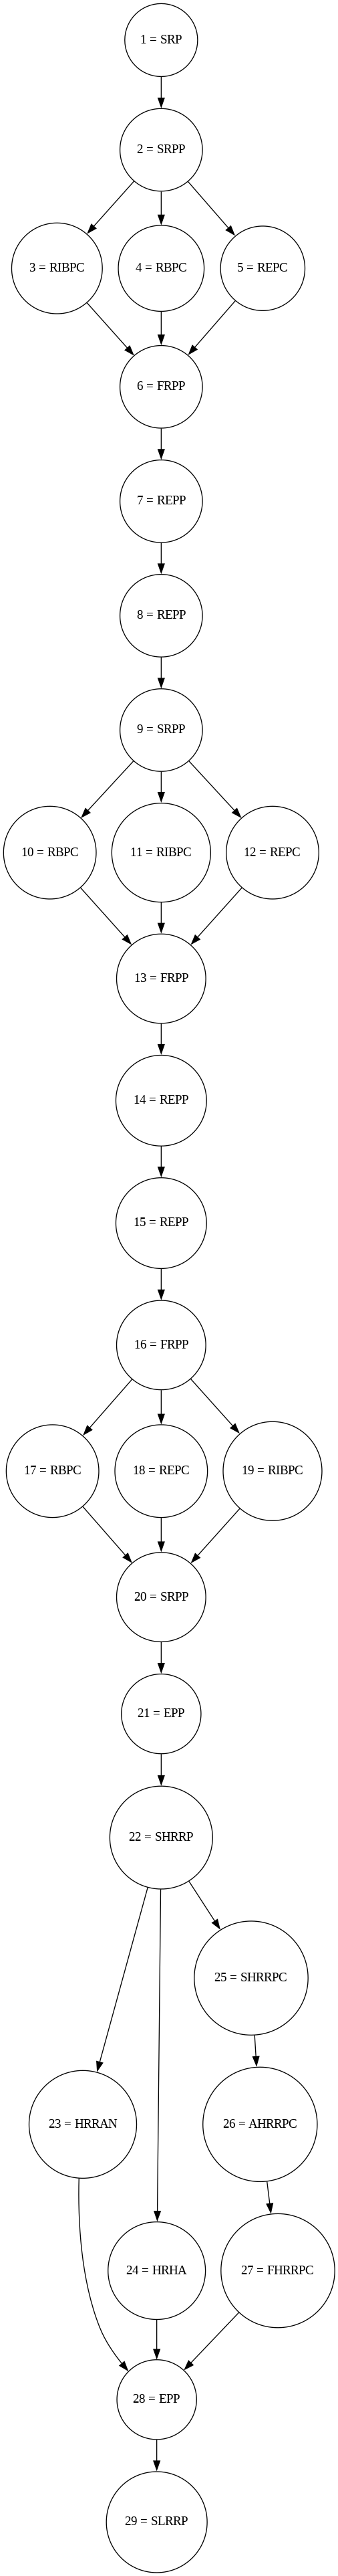 1 = SRP
2 = SRPP
3 = RIBPC
4 = RBPC
5 = REPC
6 = FRPP
7 = REPP
8 = REPP
9 = SRPP
10 = RBPC
11 = RIBPC
12 = REPC
13 = FRPP
14 = REPP
15 = REPP
16 = FRPP
17 = RBPC
18 = REPC
19 = RIBPC
20 = SRPP
21 = EPP
22 = SHRRP
25 = SHRRPC
23 = HRRAN
26 = AHRRPC
24 = HRHA
27 = FHRRPC
28 = EPP
29 = SLRRP